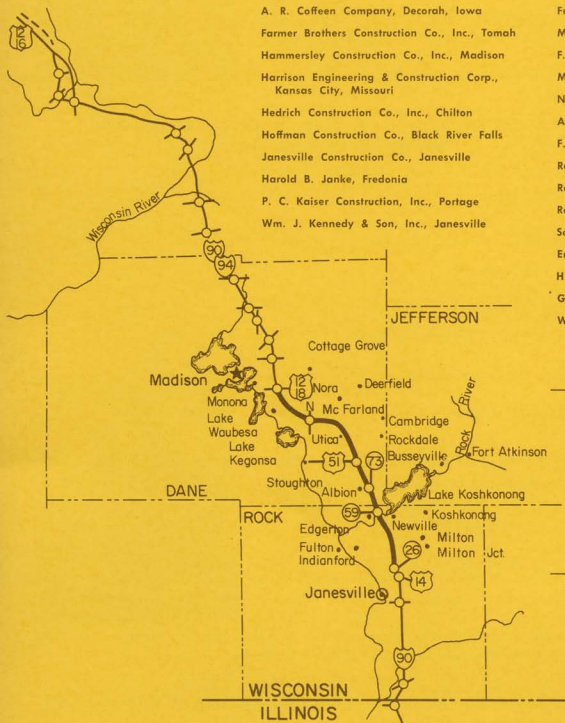 A. R. Coffeen Company, Decorah, Iowa
Farmer Brothers Construction Co., Inc., Tomah
Hammersley Construction Co., Inc., Madison
Harrison Engineering & Construction Corp.,
Kansas City, Missouri
Hedrich Construction Co., Inc., Chilton
Hoffman Construction Co., Black River Falls
Janesville Construction Co., Janesville
Harold B. Janke, Fredonia
P. C. Kaiser Construction, Inc., Portage
Wm. J. Kennedy & Son, Inc., Janesville
Wisconsin River
90
94
JEFFERSON
Cottage Grove
Madison
12
18
Nora
Deerfield
Monona
Mc Farland
Lake
Waubesa
N
Cambridge
Rock River
Lake
Kegonsa
Utica
Rockdale
Busseyville
Fort Atkinson
51
73
Stoughton
Albion
Lake Koshkonong
DANE
ROCK
59
Koshkonong
Edgerton
Newville
Milton
Fulton
26
Milton Jct.
Indianford
14
Janesville
90
WISCONSIN
ILLINOIS